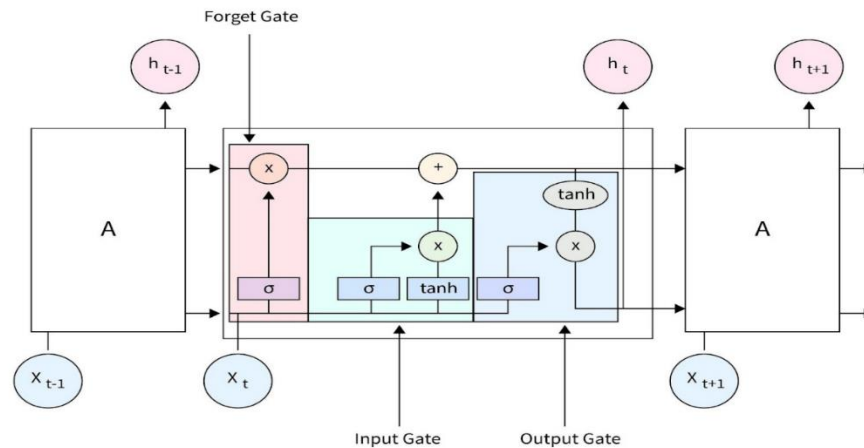 Forget Gate
h t-1
h t
h t+1
x
+
tanh
A
x
x
A
σ
σ
tanh
σ
X t-1
X t
X t+1
Input Gate
Output Gate